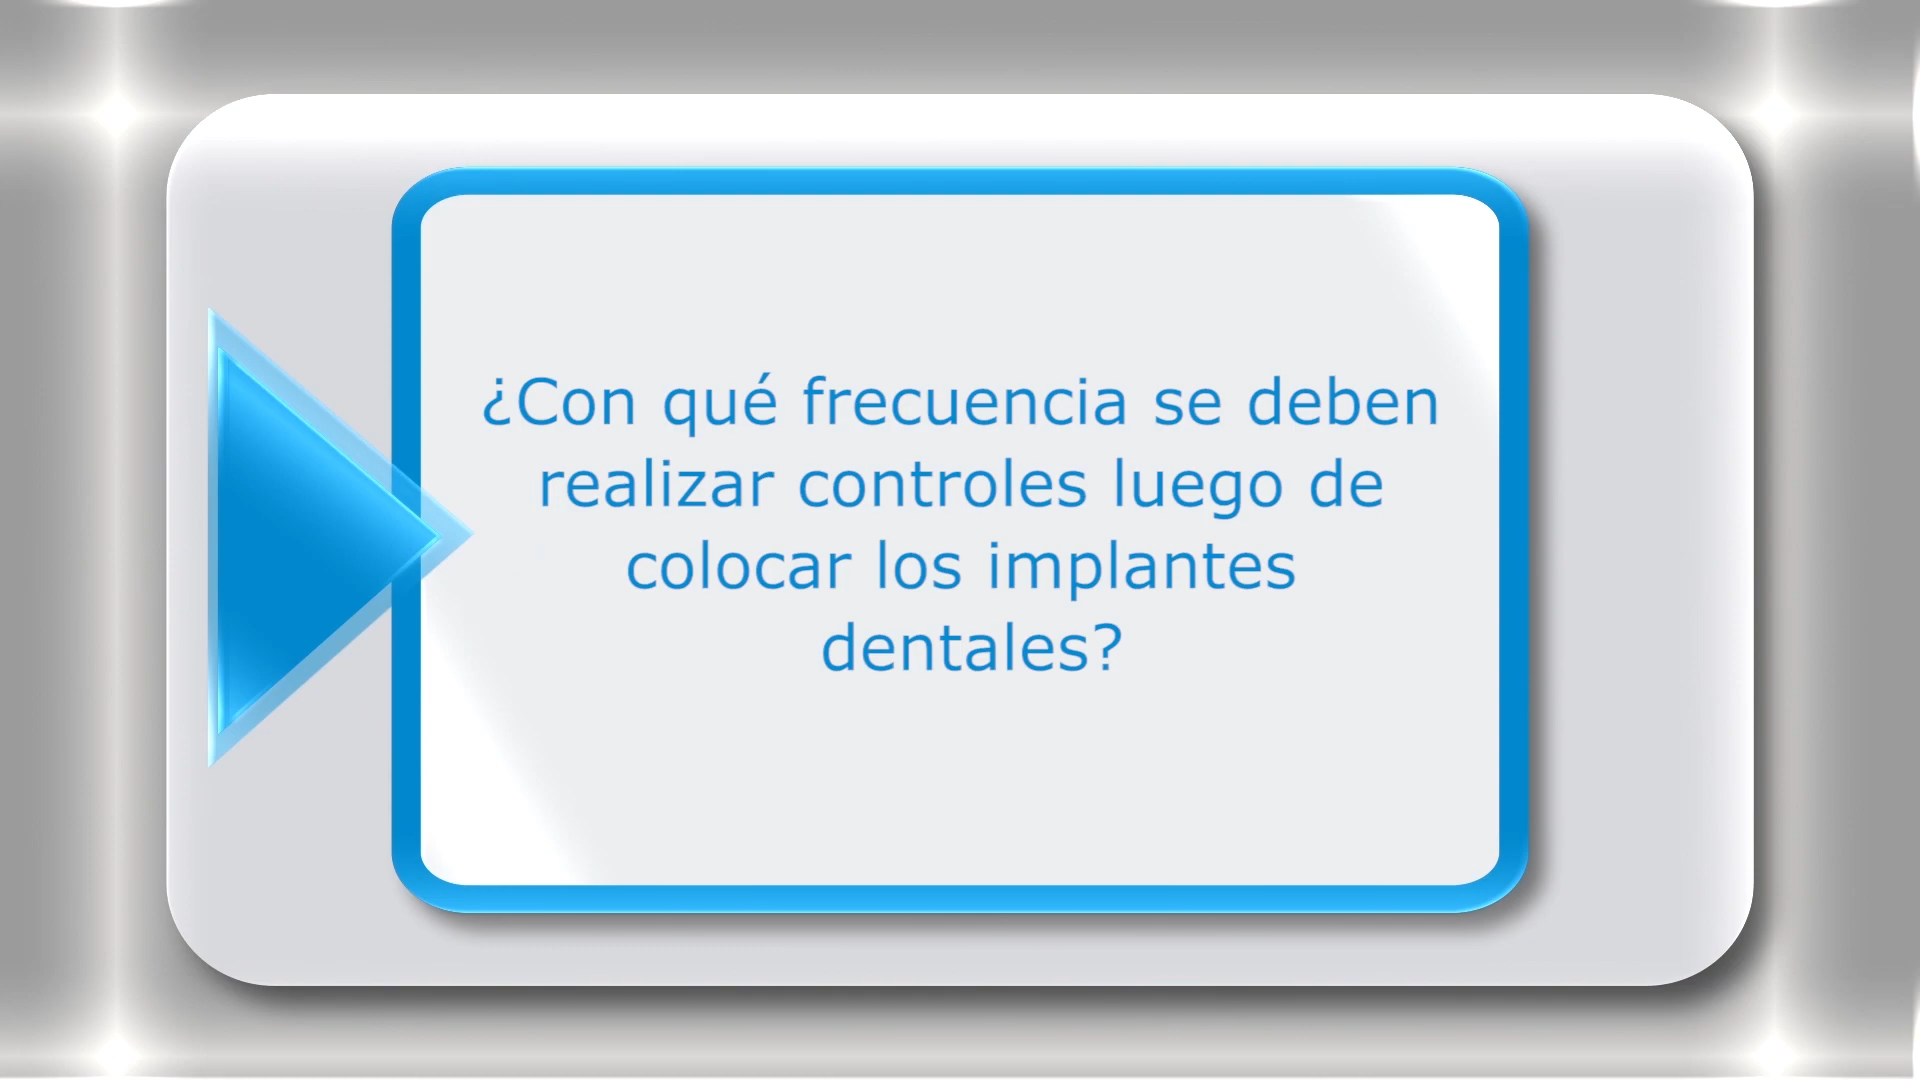 ¿Con qué frecuencia se deben
realizar controles luego de
colocar los implantes
dentales?